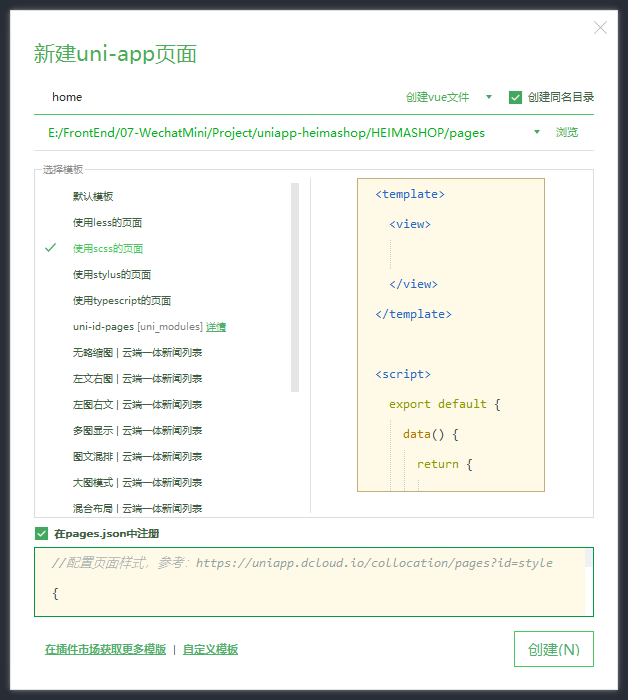 新建uni-app页面
home 创建vue文件 创建同名目录
E:/FrontEnd/07-WechatMini/Project/uniapp-heimashop/HEIMASHOP/pages 浏览
选择模板
默认模板
使用less的页面
使用scss的页面
使用stylus的页面
使用typescript的页面
uni-id-pages [uni_modules] 详情
无略缩图 | 云端一体新闻列表
左文右图 | 云端一体新闻列表
左图右文 | 云端一体新闻列表
多图显示 | 云端一体新闻列表
图文混排 | 云端一体新闻列表
大图模式 | 云端一体新闻列表
混合布局 | 云端一体新闻列表
<template>
<view>
</view>
</template>
<script>
export default {
data() {
return {
在pages.json中注册
//配置页面样式，参考：https://uniapp.dcloud.io/collocation/pages?id=style
{
在插件市场获取更多模版 | 自定义模板
创建(N)